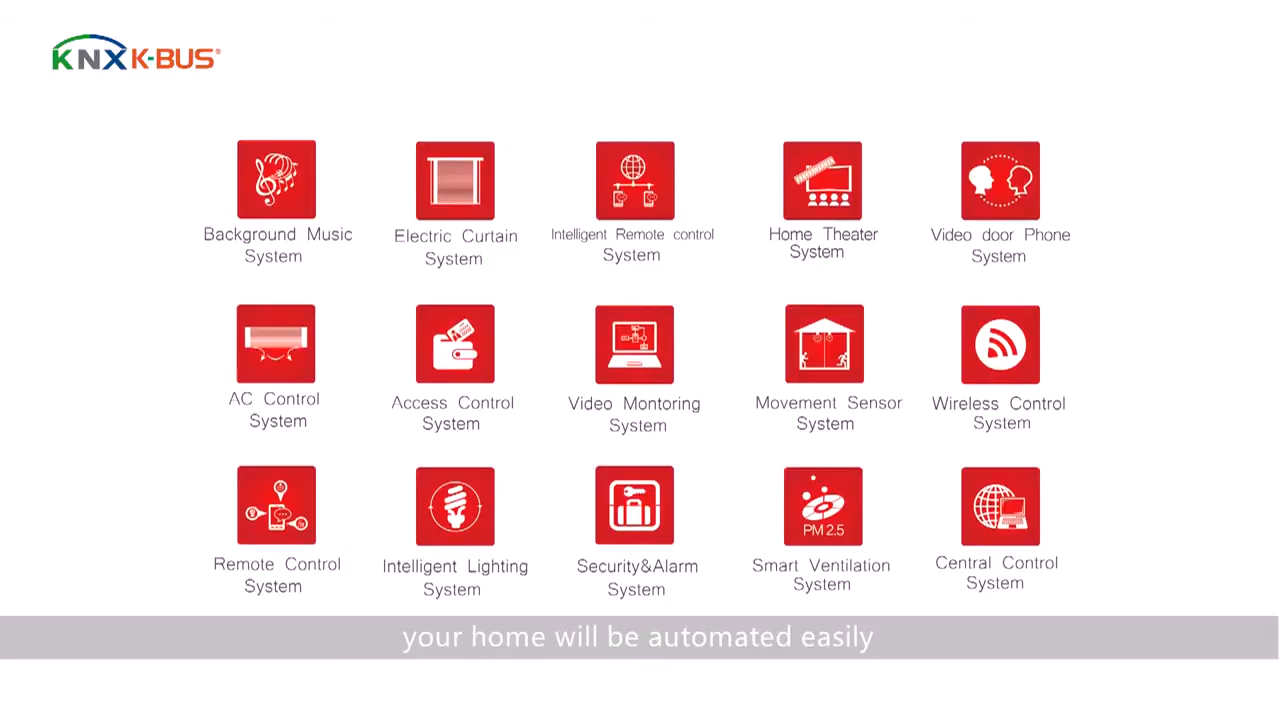 KNX K-BUS®
Background Music
System
Electric Curtain
System
Intelligent Remote control
System
Home Theater
System
Video door Phone
System
AC Control
System
Access Control
System
Video Montoring
System
Movement Sensor
System
Wireless Control
System
PM 2.5
Remote Control
System
Intelligent Lighting
System
Security&Alarm
System
Smart Ventilation
System
Central Control
System
your home will be automated easily